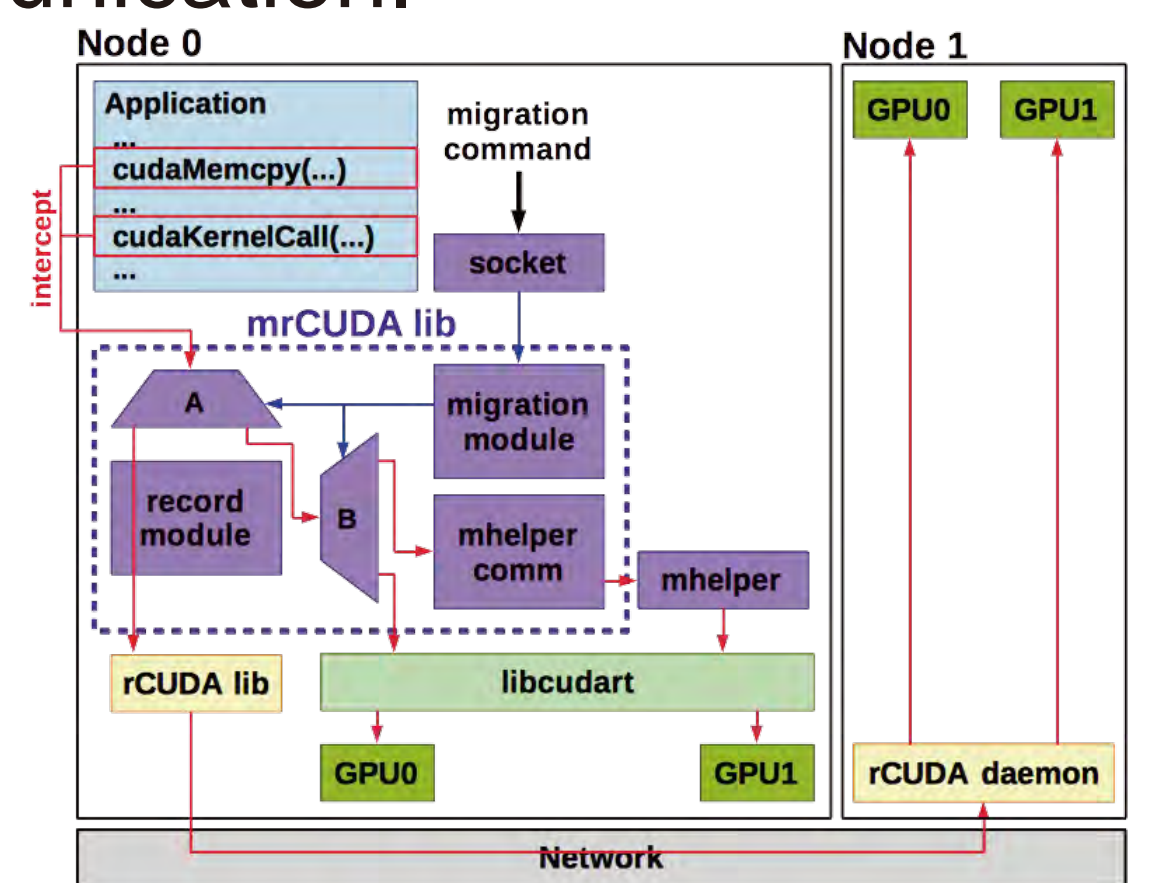 Node 0
Node 1
Application
...
cudaMemcpy(...)
...
cudaKernelCall(...)
...
intercept
migration
command
socket
GPU0
GPU1
mrCUDA lib
A
migration
module
record
module
B
mhelper
comm
mhelper
rCUDA lib
libcudart
GPU0
GPU1
rCUDA daemon
Network